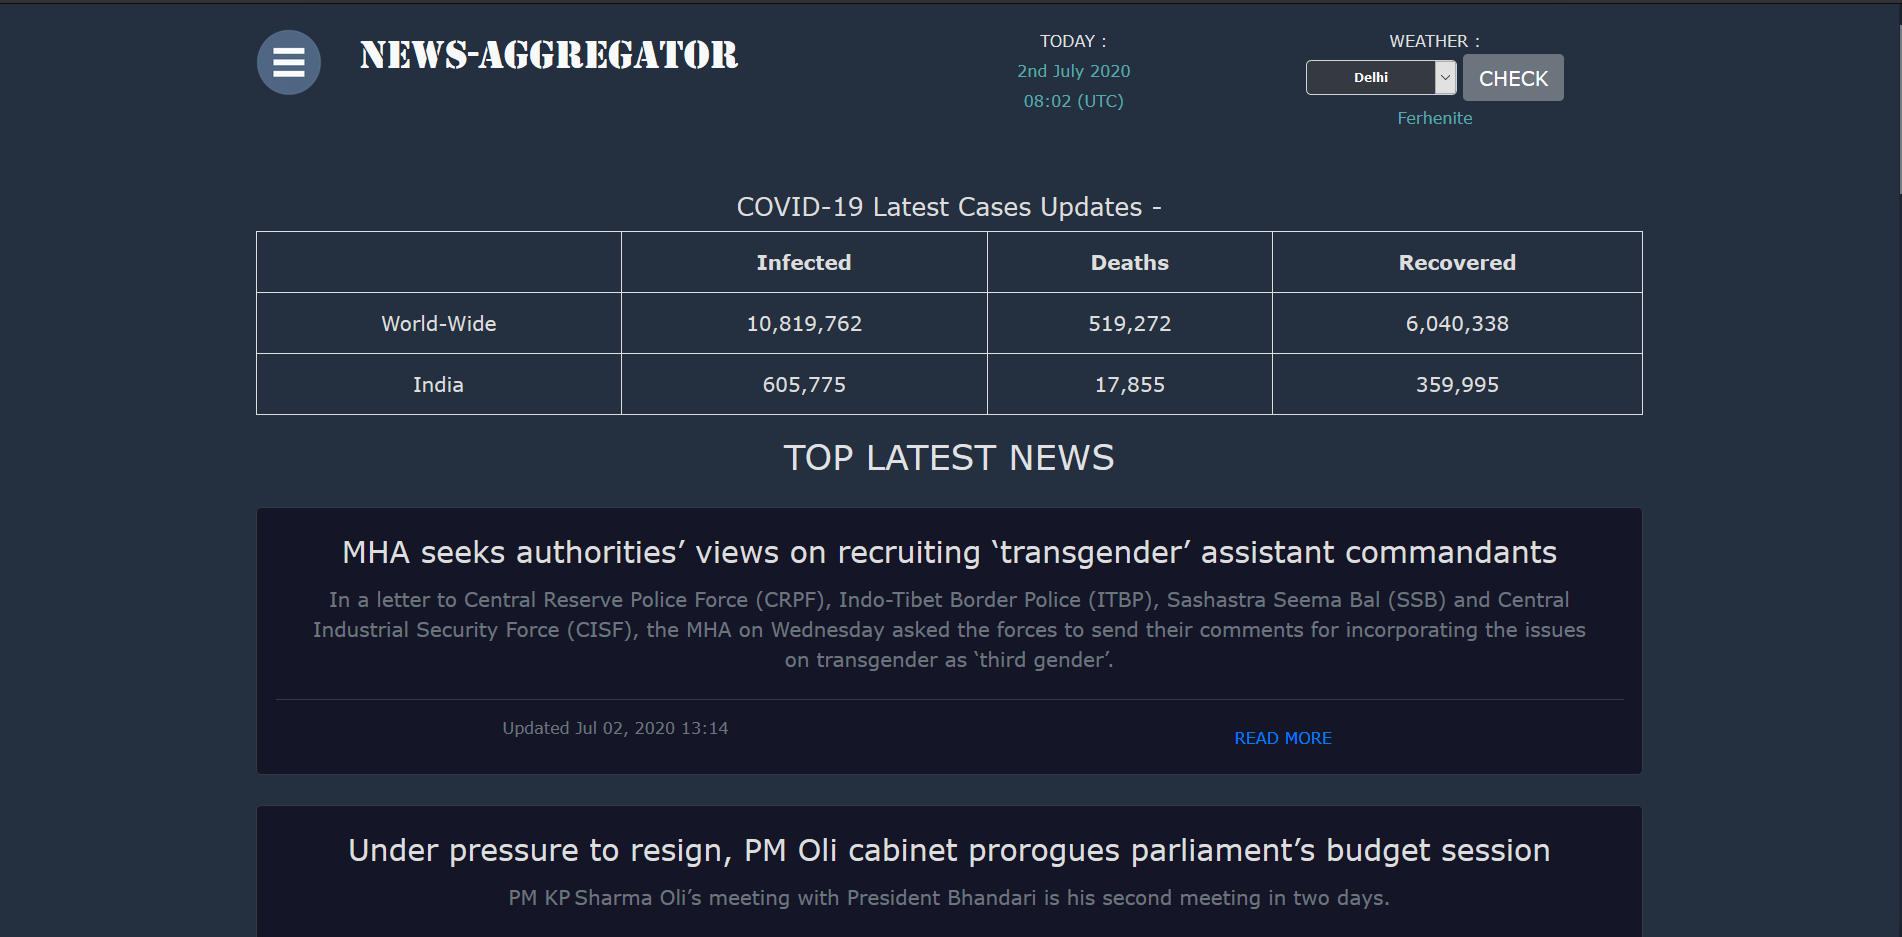 NEWS-AGGREGATOR
TODAY :
2nd July 2020
08:02 (UTC)
WEATHER :
Delhi
CHECK
Ferhenite
COVID-19 Latest Cases Updates -
Infected Deaths Recovered
World-Wide 10,819,762 519,272 6,040,338
India 605,775 17,855 359,995
TOP LATEST NEWS
MHA seeks authorities’ views on recruiting ‘transgender’ assistant commandants
In a letter to Central Reserve Police Force (CRPF), Indo-Tibet Border Police (ITBP), Sashastra Seema Bal (SSB) and Central
Industrial Security Force (CISF), the MHA on Wednesday asked the forces to send their comments for incorporating the issues
on transgender as ‘third gender’.
Updated Jul 02, 2020 13:14
READ MORE
Under pressure to resign, PM Oli cabinet prorogues parliament’s budget session
PM KP Sharma Oli’s meeting with President Bhandari is his second meeting in two days.